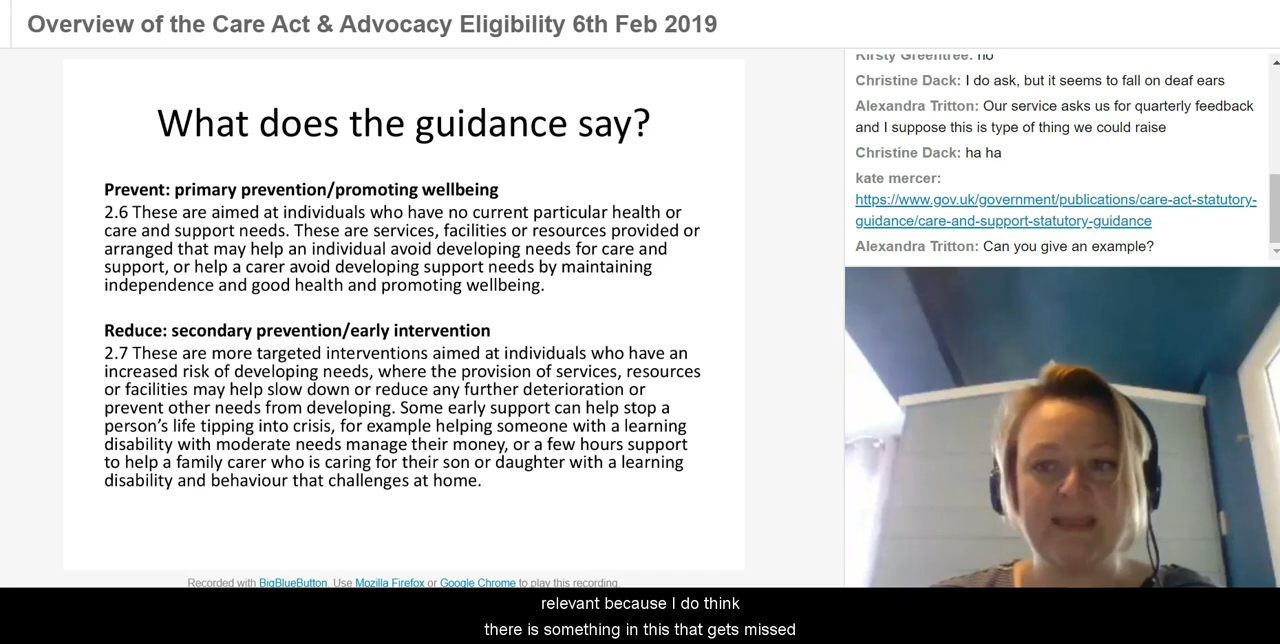 Overview of the Care Act & Advocacy Eligibility 6th Feb 2019
What does the guidance say?
Prevent: primary prevention/promoting wellbeing
2.6 These are aimed at individuals who have no current particular health or
care and support needs. These are services, facilities or resources provided or
arranged that may help an individual avoid developing needs for care and
support, or help a carer avoid developing support needs by maintaining
independence and good health and promoting wellbeing.
Reduce: secondary prevention/early intervention
2.7 These are more targeted interventions aimed at individuals who have an
increased risk of developing needs, where the provision of services, resources
or facilities may help slow down or reduce any further deterioration or
prevent other needs from developing. Some early support can help stop a
person's life tipping into crisis, for example helping someone with a learning
disability with moderate needs manage their money, or a few hours support
to help a family carer who is caring for their son or daughter with a learning
disability and behaviour that challenges at home.
Recorded with BigBlueButton. Use Mozilla Firefox or Google Chrome to play this recording.
Kirsty Greentree: no
Christine Dack: I do ask, but it seems to fall on deaf ears
Alexandra Tritton: Our service asks us for quarterly feedback
and I suppose this is type of thing we could raise
Christine Dack: ha ha
kate mercer:
https://www.gov.uk/government/publications/care-act-statutory-
guidance/care-and-support-statutory-guidance
Alexandra Tritton: Can you give an example?
relevant because I do think
there is something in this that gets missed